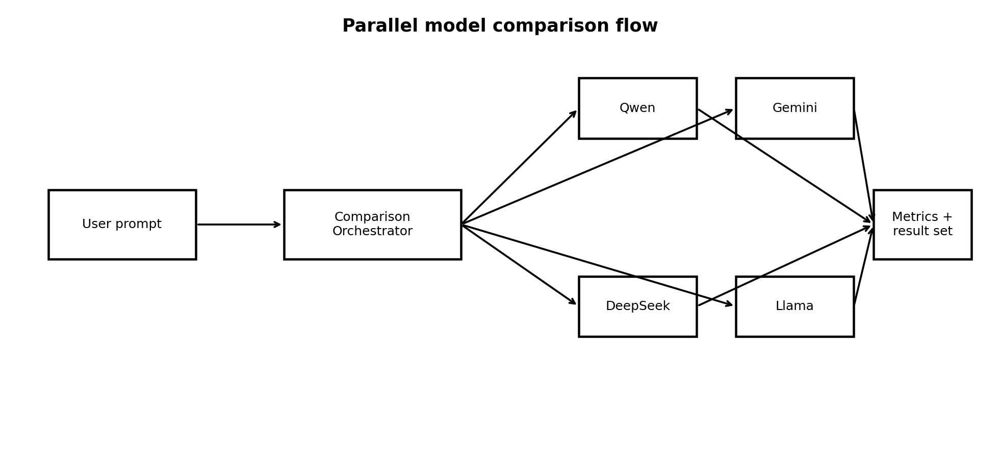 Parallel model comparison flow
Qwen
Gemini
User prompt
Comparison
Orchestrator
Metrics +
result set
DeepSeek
Llama